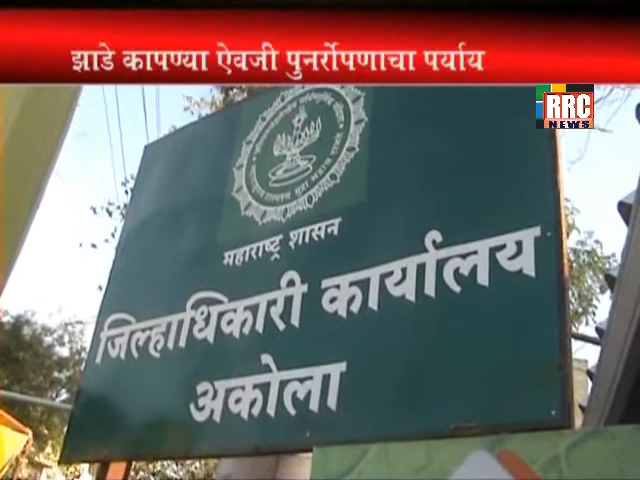 झाडे कापण्या ऐवजी पुनर्रोपणाचा पर्याय
RRC
NEWS
महाराष्ट्र शासन
जिल्हाधिकारी कार्यालय
अकोला